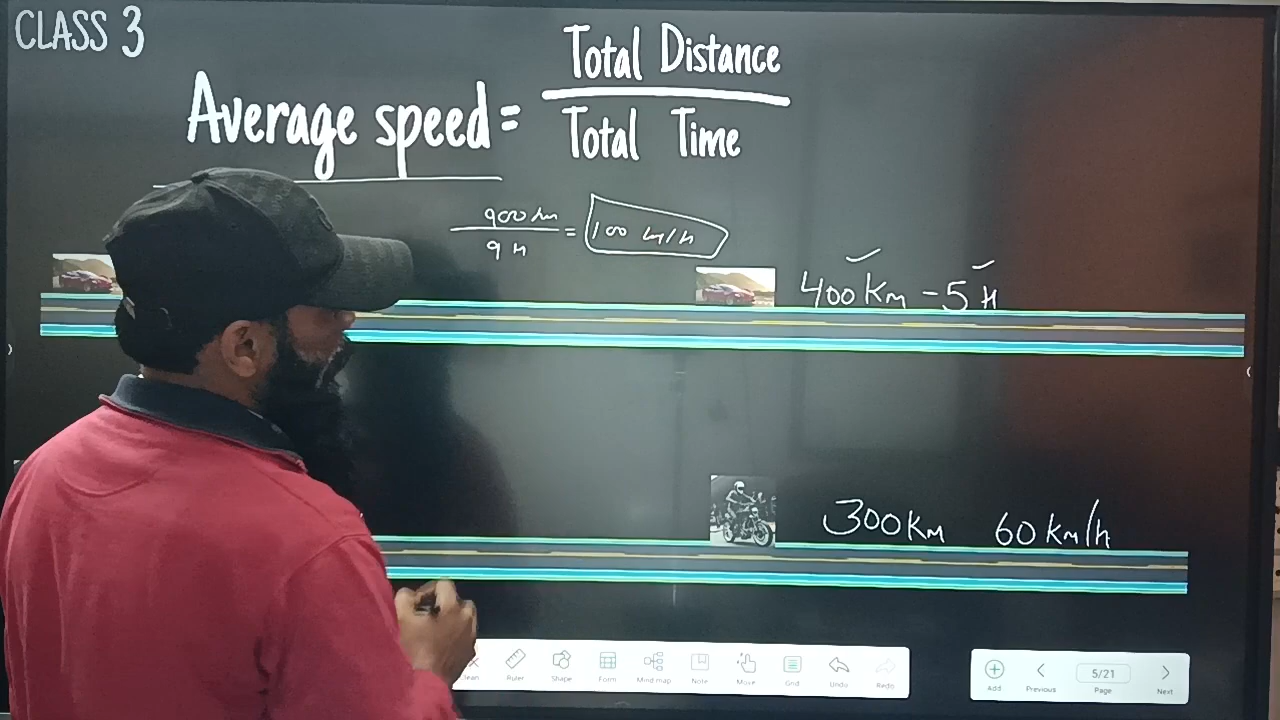 CLASS 3
Total Distance
Average speed =
Total Time
900 km
9 H
= 100 km/h
400 Km - 5 H
300 Km 60 Km/h
Ruler Shape Form Mind map Note Move Grid Undo Redo
Add Previous 5/21 Page Next